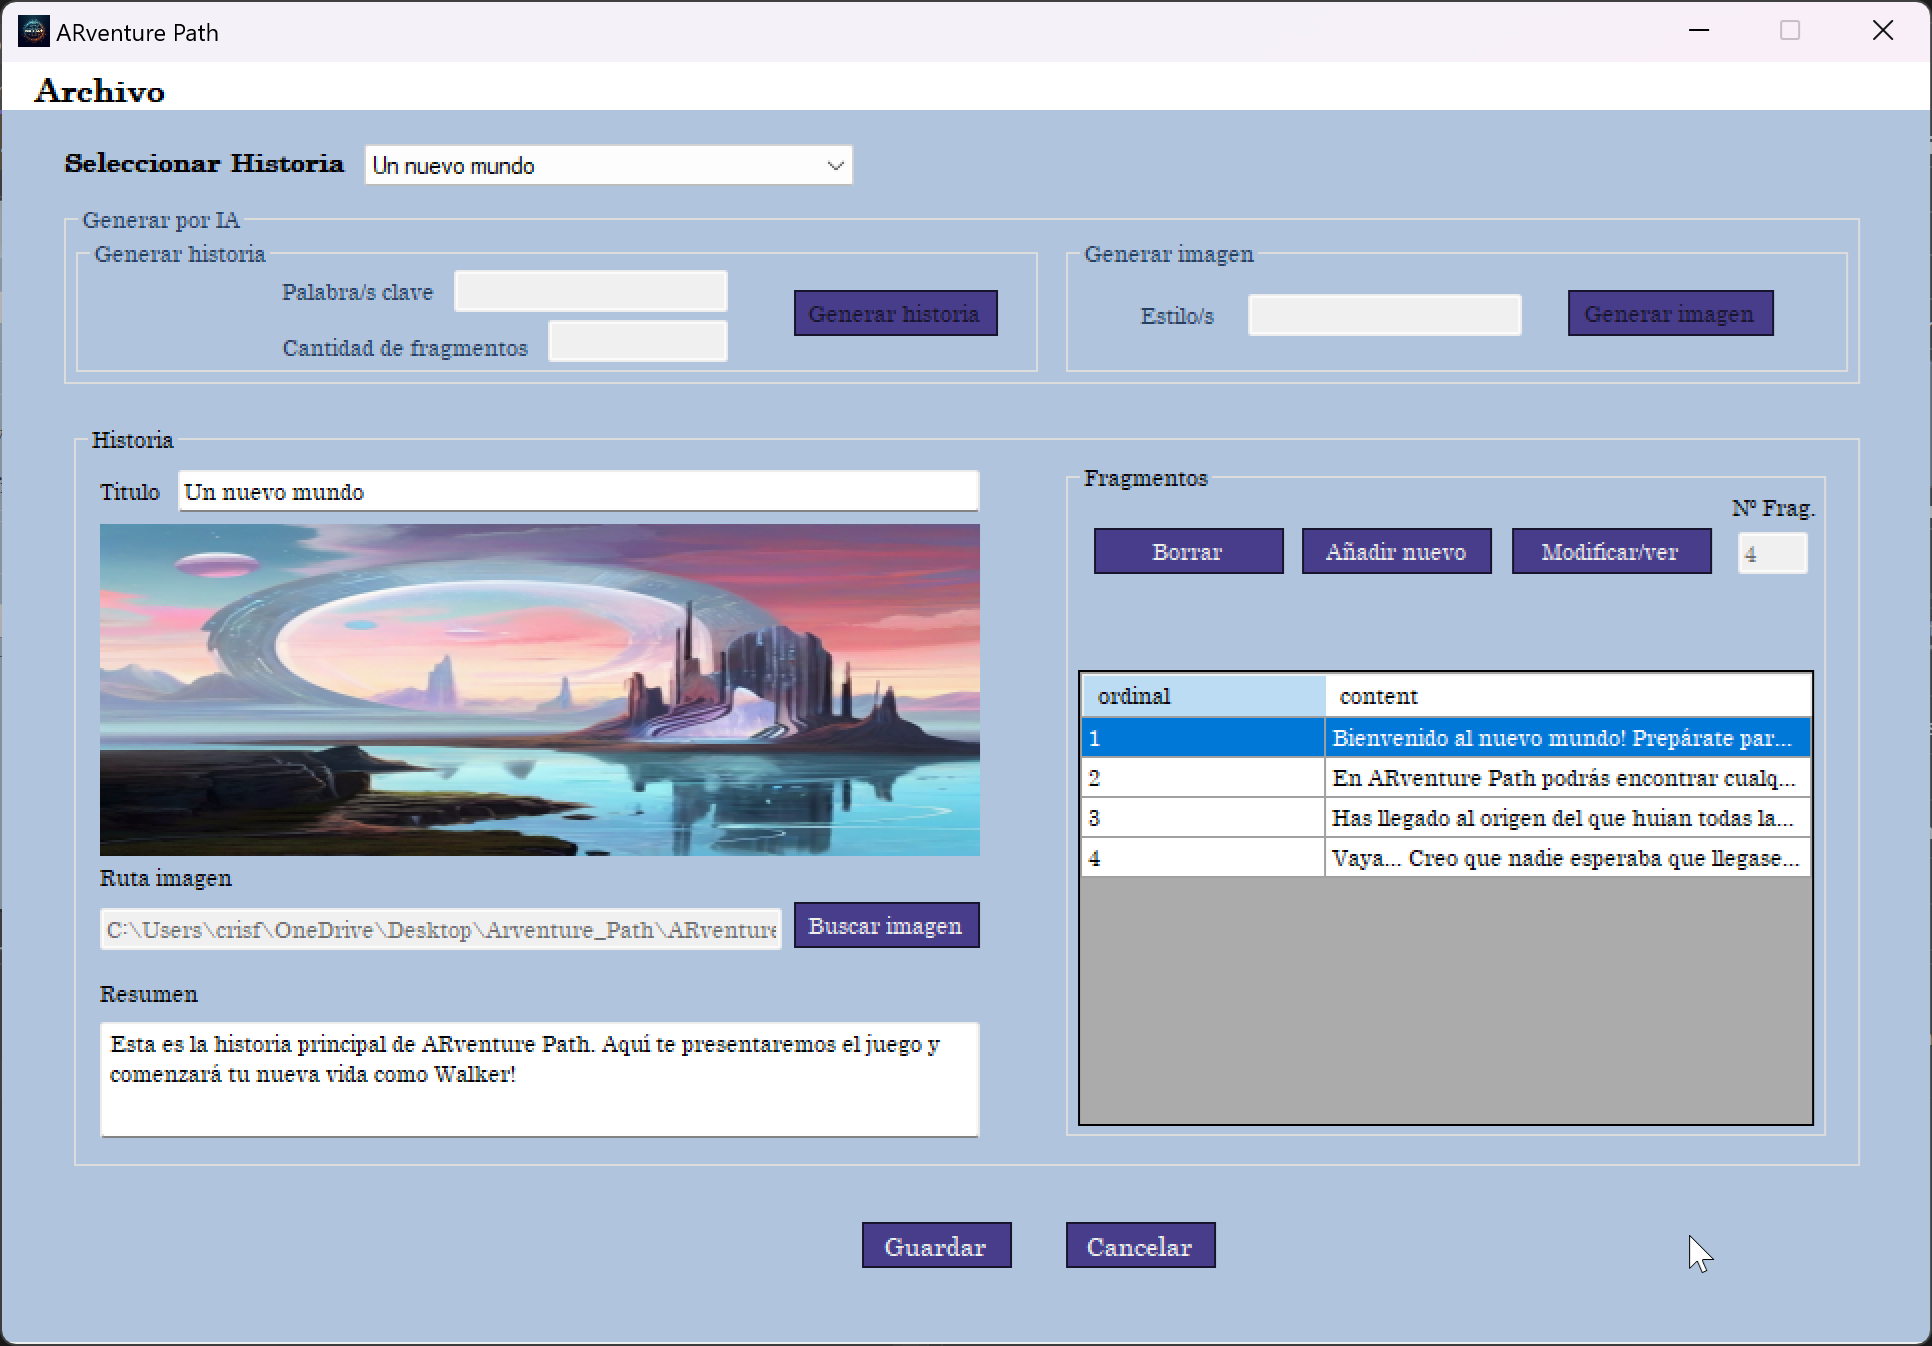 ARventure Path
Archivo
Seleccionar Historia
Un nuevo mundo
Generar por IA
Generar historia
Palabra/s clave
Cantidad de fragmentos
Generar historia
Generar imagen
Estilo/s
Generar imagen
Historia
Titulo
Un nuevo mundo
Ruta imagen
C:\Users\crisf\OneDrive\Desktop\Arventure_Path\ARventure
Buscar imagen
Resumen
Esta es la historia principal de ARventure Path. Aquí te presentaremos el juego y
comenzará tu nueva vida como Walker!
Fragmentos
Nº Frag.
Borrar
Añadir nuevo
Modificar/ver
4
ordinal content
1 Bienvenido al nuevo mundo! Prepárate par...
2 En ARventure Path podrás encontrar cualq...
3 Has llegado al origen del que huian todas la...
4 Vaya... Creo que nadie esperaba que llegase...
Guardar
Cancelar